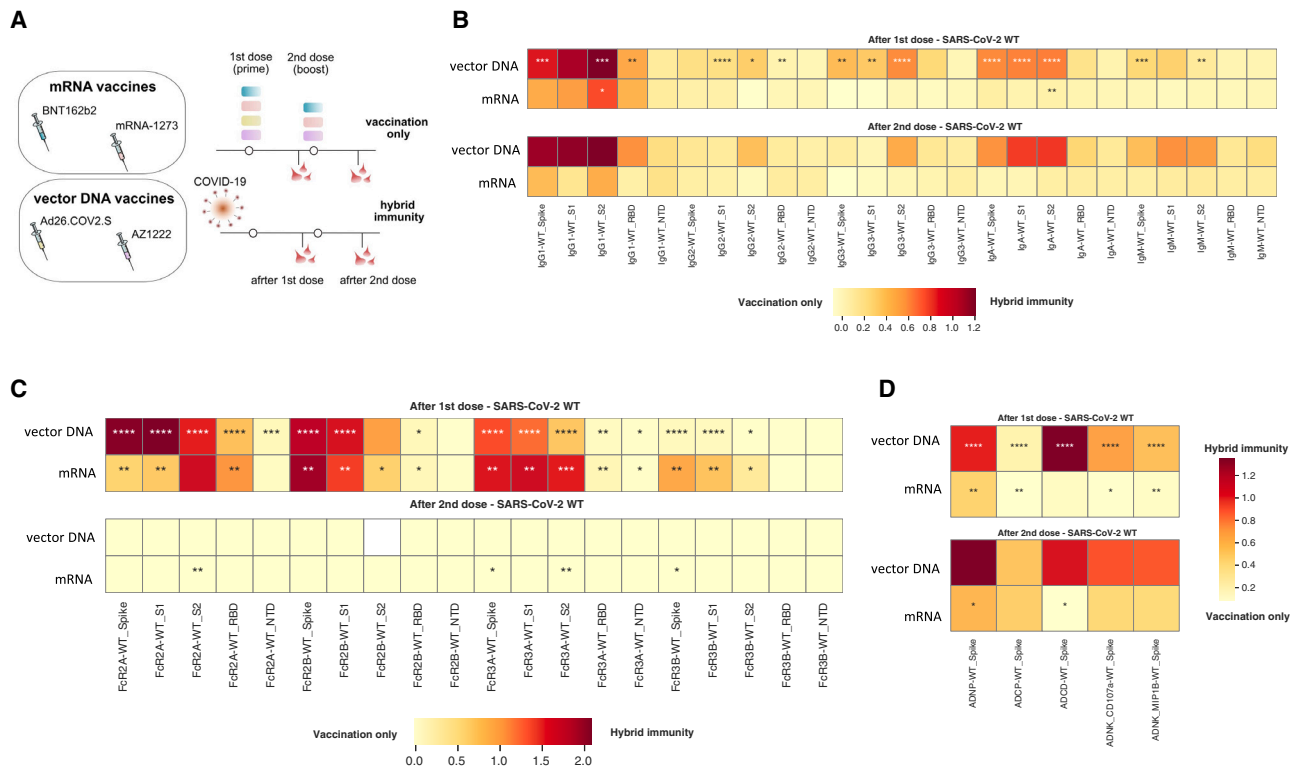 A
1st dose
(prime)
2nd dose
(boost)
mRNA vaccines
BNT162b2
mRNA-1273
vaccination
only
vector DNA vaccines
Ad26.COV2.S
AZ1222
COVID-19
hybrid
immunity
afrter 1st dose
afrter 2nd dose
B
After 1st dose - SARS-CoV-2 WT
vector DNA
*** *** ** **** * ** ** ** **** **** **** **** *** **
mRNA
* **
After 2nd dose - SARS-CoV-2 WT
vector DNA
mRNA
IgG1-WT_Spike
IgG1-WT_S1
IgG1-WT_S2
IgG1-WT_RBD
IgG1-WT_NTD
IgG2-WT_Spike
IgG2-WT_S1
IgG2-WT_S2
IgG2-WT_RBD
IgG2-WT_NTD
IgG3-WT_Spike
IgG3-WT_S1
IgG3-WT_S2
IgG3-WT_RBD
IgG3-WT_NTD
IgA-WT_Spike
IgA-WT_S1
IgA-WT_S2
IgA-WT_RBD
IgA-WT_NTD
IgM-WT_Spike
IgM-WT_S1
IgM-WT_S2
IgM-WT_RBD
IgM-WT_NTD
Vaccination only
Hybrid immunity
0.0 0.2 0.4 0.6 0.8 1.0 1.2
C
After 1st dose - SARS-CoV-2 WT
vector DNA
**** **** **** **** *** **** **** * **** **** **** ** * **** **** *
mRNA
** ** ** ** ** * * ** ** *** ** * ** ** *
After 2nd dose - SARS-CoV-2 WT
vector DNA
mRNA
** * ** *
FcR2A-WT_Spike
FcR2A-WT_S1
FcR2A-WT_S2
FcR2A-WT_RBD
FcR2A-WT_NTD
FcR2B-WT_Spike
FcR2B-WT_S1
FcR2B-WT_S2
FcR2B-WT_RBD
FcR2B-WT_NTD
FcR3A-WT_Spike
FcR3A-WT_S1
FcR3A-WT_S2
FcR3A-WT_RBD
FcR3A-WT_NTD
FcR3B-WT_Spike
FcR3B-WT_S1
FcR3B-WT_S2
FcR3B-WT_RBD
FcR3B-WT_NTD
Vaccination only
Hybrid immunity
0.0 0.5 1.0 1.5 2.0
D
After 1st dose - SARS-CoV-2 WT
vector DNA
**** **** **** **** ****
mRNA
** ** * **
After 2nd dose - SARS-CoV-2 WT
vector DNA
mRNA
* *
ADNP-WT_Spike
ADCP-WT_Spike
ADCD-WT_Spike
ADNK_CD107a-WT_Spike
ADNK_MIP1B-WT_Spike
Hybrid immunity
1.2
1.0
0.8
0.6
0.4
0.2
Vaccination only